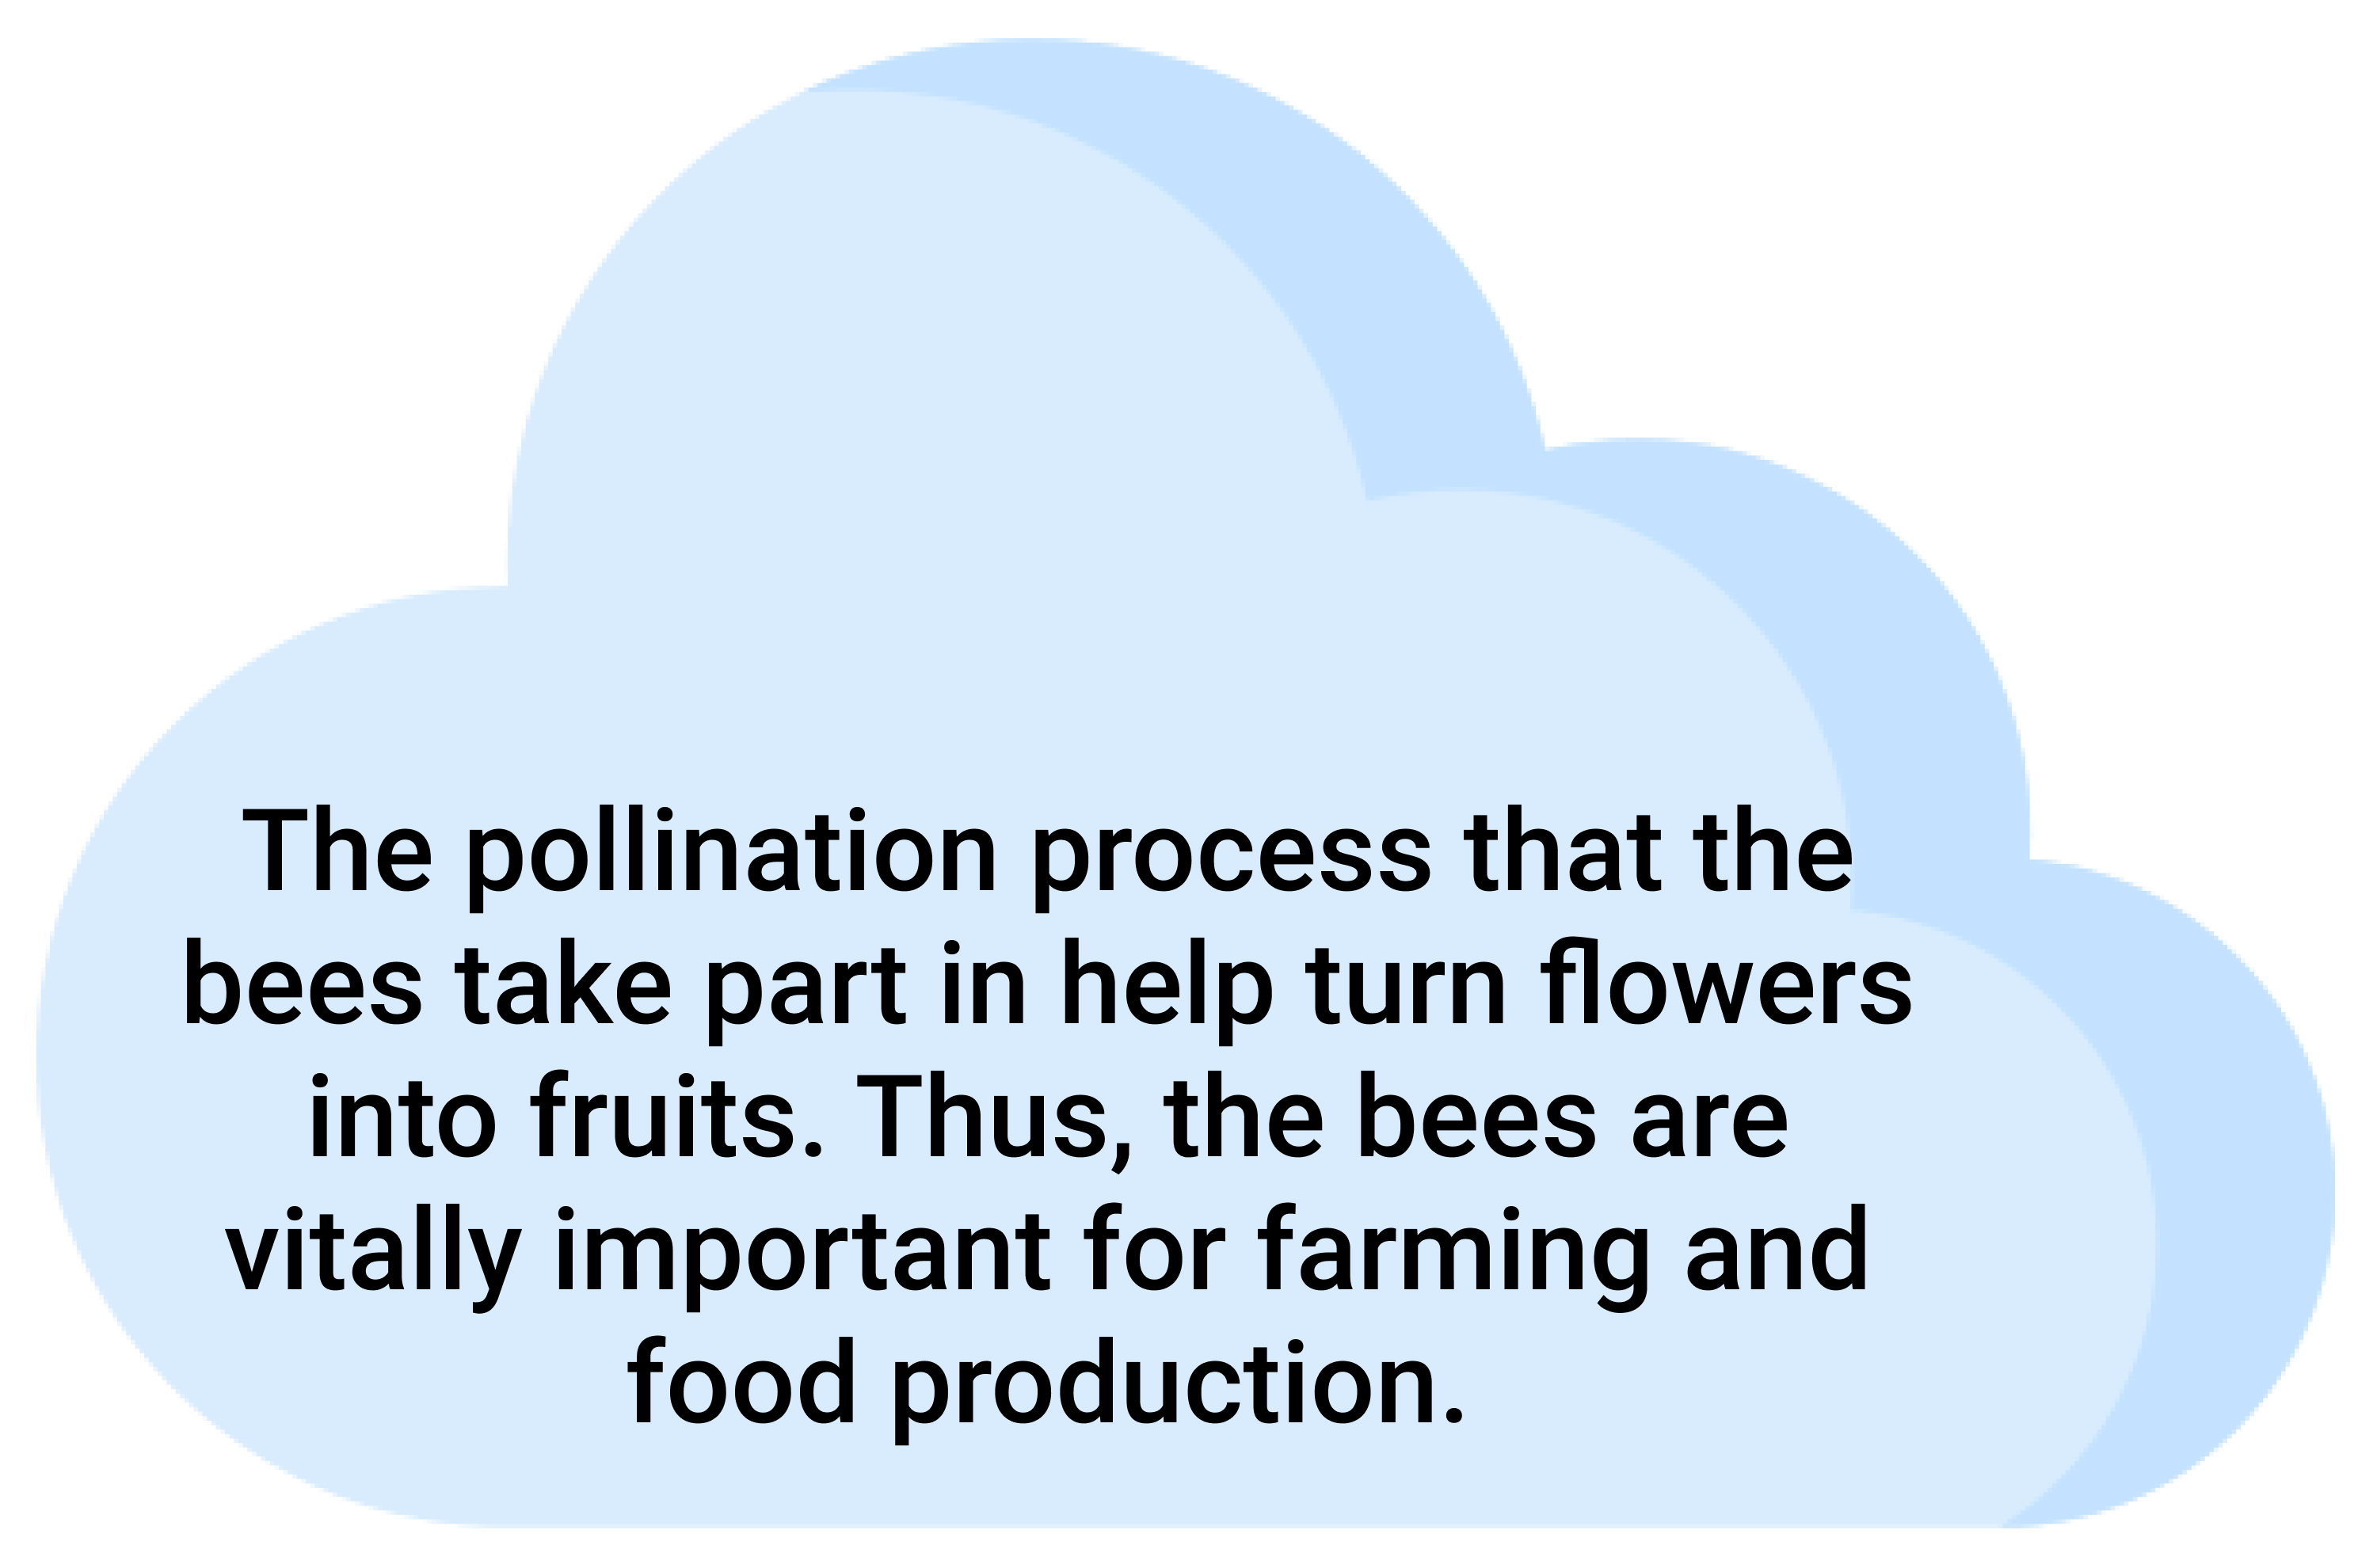 The pollination process that the
bees take part in help turn flowers
into fruits. Thus, the bees are
vitally important for farming and
food production.